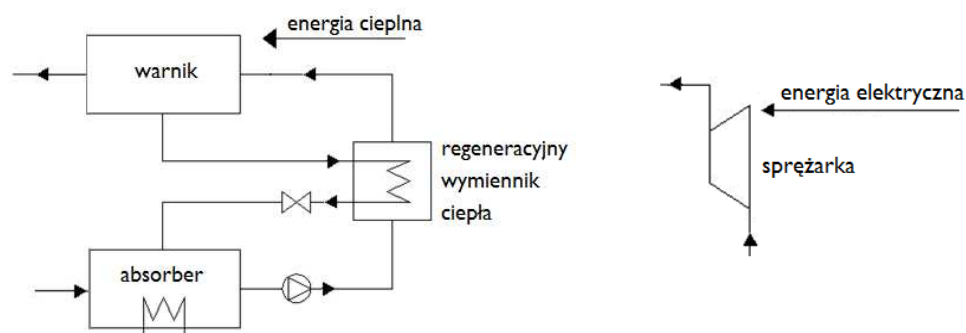 energia cieplna
warnik
regeneracyjny
wymiennik
ciepła
absorber
energia elektryczna
sprężarka